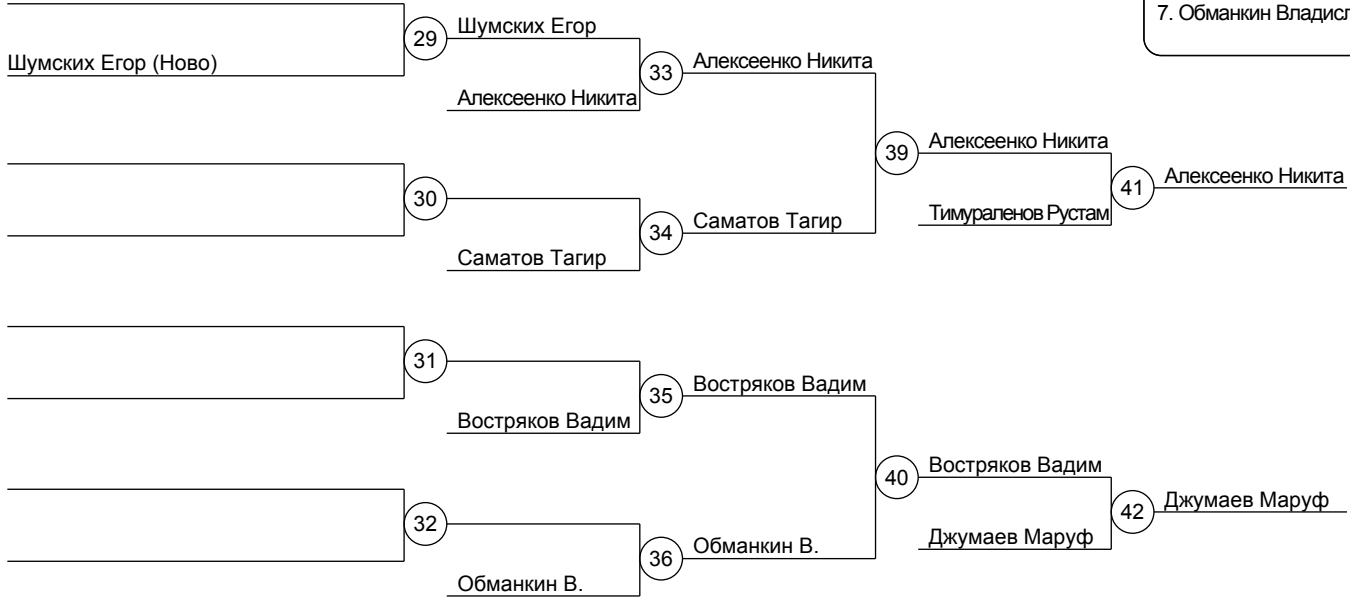 7. Обманкин Владисл
29
Шумских Егор
Шумских Егор (Ново)
33
Алексеенко Никита
Алексеенко Никита
39
Алексеенко Никита
41
Алексеенко Никита
30
34
Саматов Тагир
Тимураленов Рустам
Саматов Тагир
31
35
Востряков Вадим
Востряков Вадим
40
Востряков Вадим
42
Джумаев Маруф
32
36
Обманкин В.
Джумаев Маруф
Обманкин В.